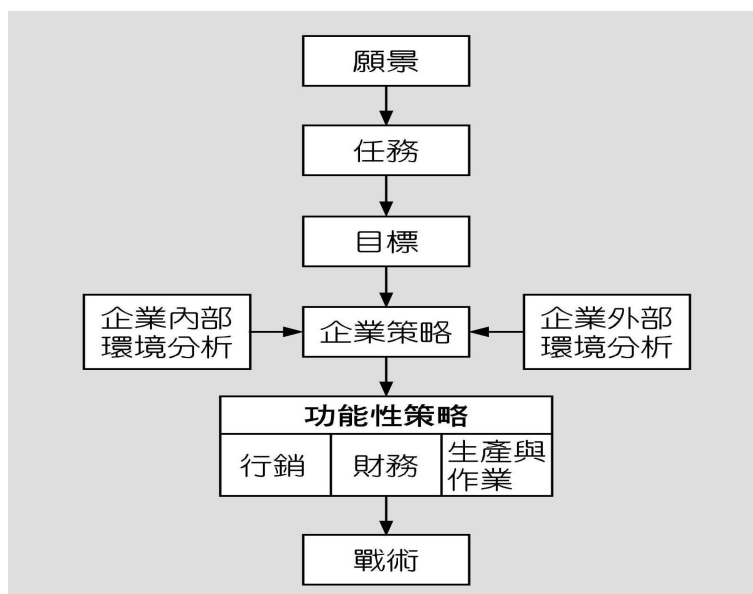 願景
任務
目標
企業內部
環境分析
企業策略
企業外部
環境分析
功能性策略
行銷
財務
生產與
作業
戰術